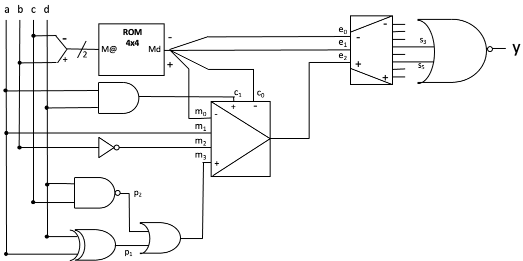 a b c d
ROM
4x4
M@ Md
2
- +
- +
e₀
e₁
e₂
- +
- +
s₃
s₅
y
c₁ c₀
+ -
m₀
m₁
m₂
m₃
- +
p₂
p₁